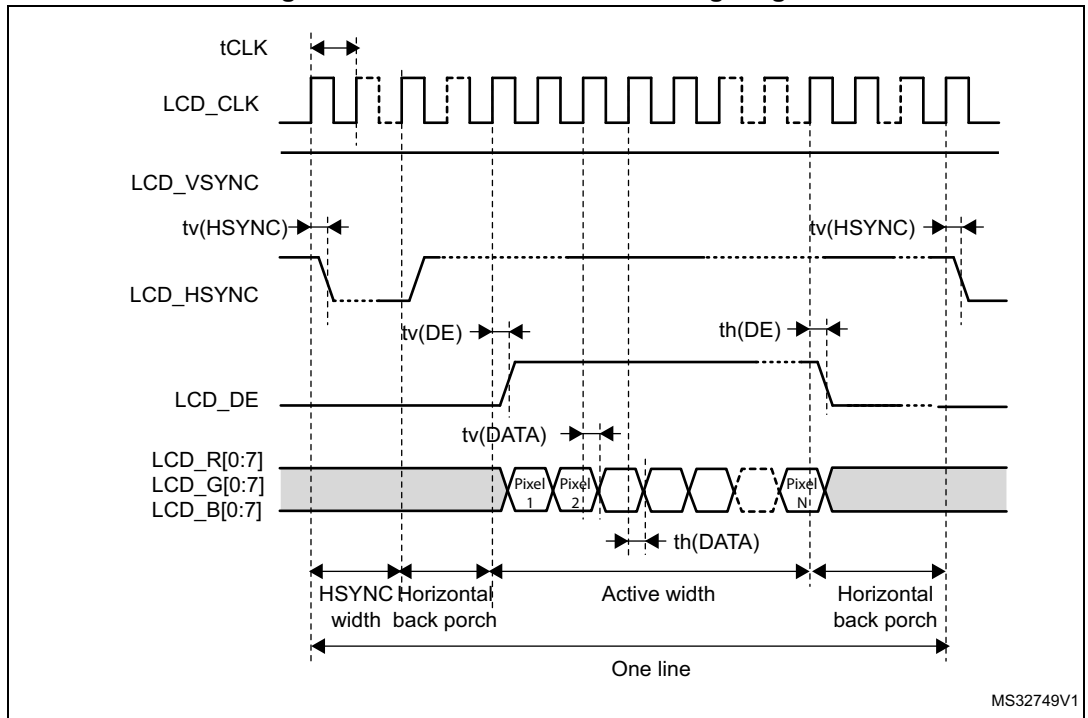 tCLK
LCD_CLK
LCD_VSYNC
tv(HSYNC)
tv(HSYNC)
LCD_HSYNC
tv(DE)
th(DE)
LCD_DE
tv(DATA)
LCD_R[0:7]
LCD_G[0:7]
LCD_B[0:7]
Pixel 1
Pixel 2
Pixel N
th(DATA)
HSYNC width
Horizontal back porch
Active width
Horizontal back porch
One line
MS32749V1